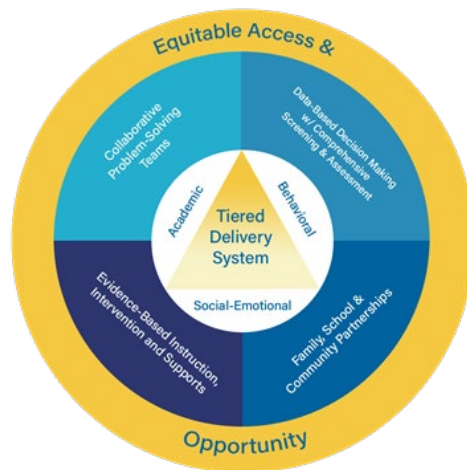 Equitable Access &
Collaborative
Problem-Solving
Teams
Data-Based Decision Making
w/ Comprehensive
Screening & Assessment
Academic
Behavioral
Tiered
Delivery
System
Social-Emotional
Evidence-Based Instruction,
Intervention and Supports
Family, School &
Community Partnerships
Opportunity